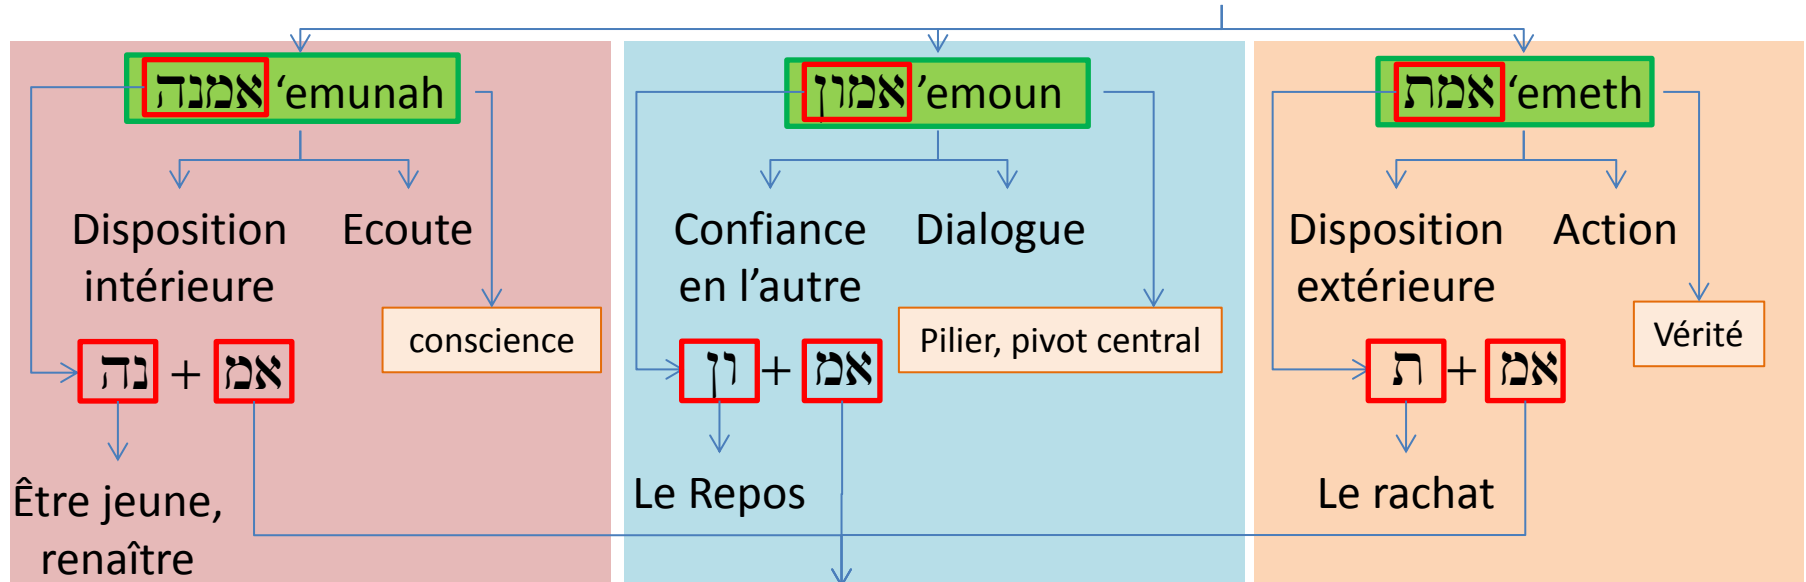 אמנה ‘emunah
Disposition
intérieure
Ecoute
conscience
נה + אמ
Être jeune,
renaître
אמון ’emoun
Confiance
en l’autre
Dialogue
Pilier, pivot central
ון + אמ
Le Repos
אמת ‘emeth
Disposition
extérieure
Action
Vérité
ת + אמ
Le rachat